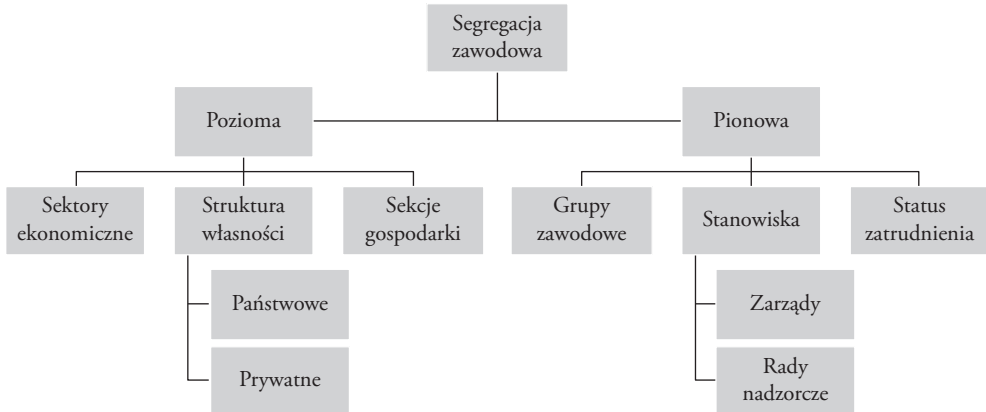 Segregacja
zawodowa
Pozioma
Pionowa
Sektory
ekonomiczne
Struktura
własności
Sekcje
gospodarki
Grupy
zawodowe
Stanowiska
Status
zatrudnienia
Państwowe
Zarządy
Prywatne
Rady
nadzorcze